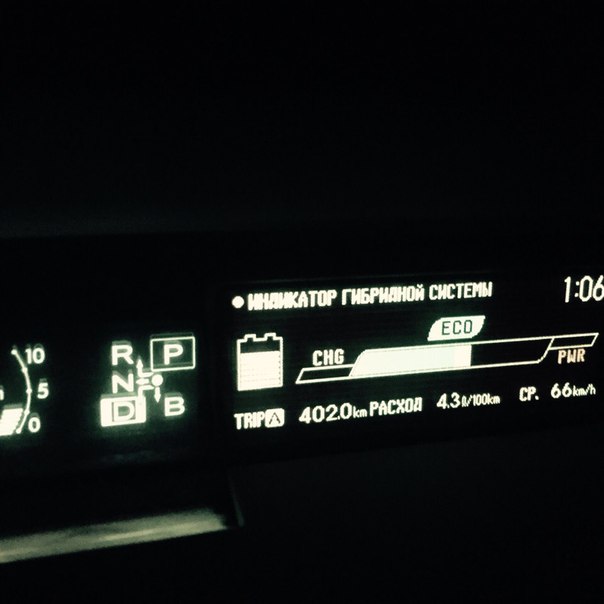 ● ИНДИКАТОР ГИБРИДНОЙ СИСТЕМЫ 1:06
ECO
CHG
PWR
TRIP A 402.0 km РАСХОД 4.3 ℓ/100km СР. 66 km/h
10
5
0
R P
N
D B